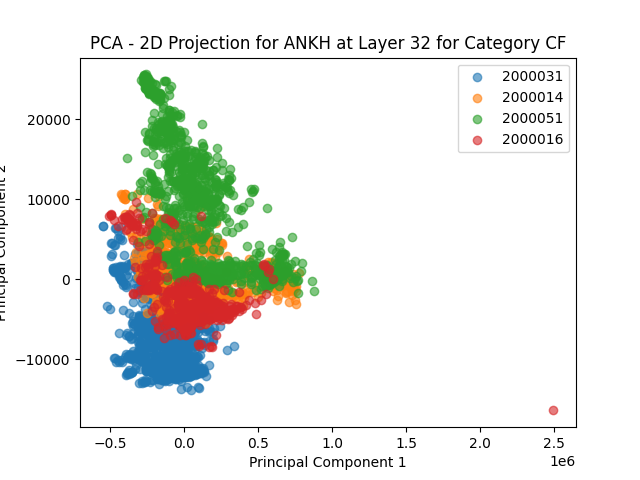 PCA - 2D Projection for ANKH at Layer 32 for Category CF
2000031
2000014
2000051
2000016
20000
10000
0
−10000
Principal Component 2
−0.5 0.0 0.5 1.0 1.5 2.0 2.5
1e6
Principal Component 1